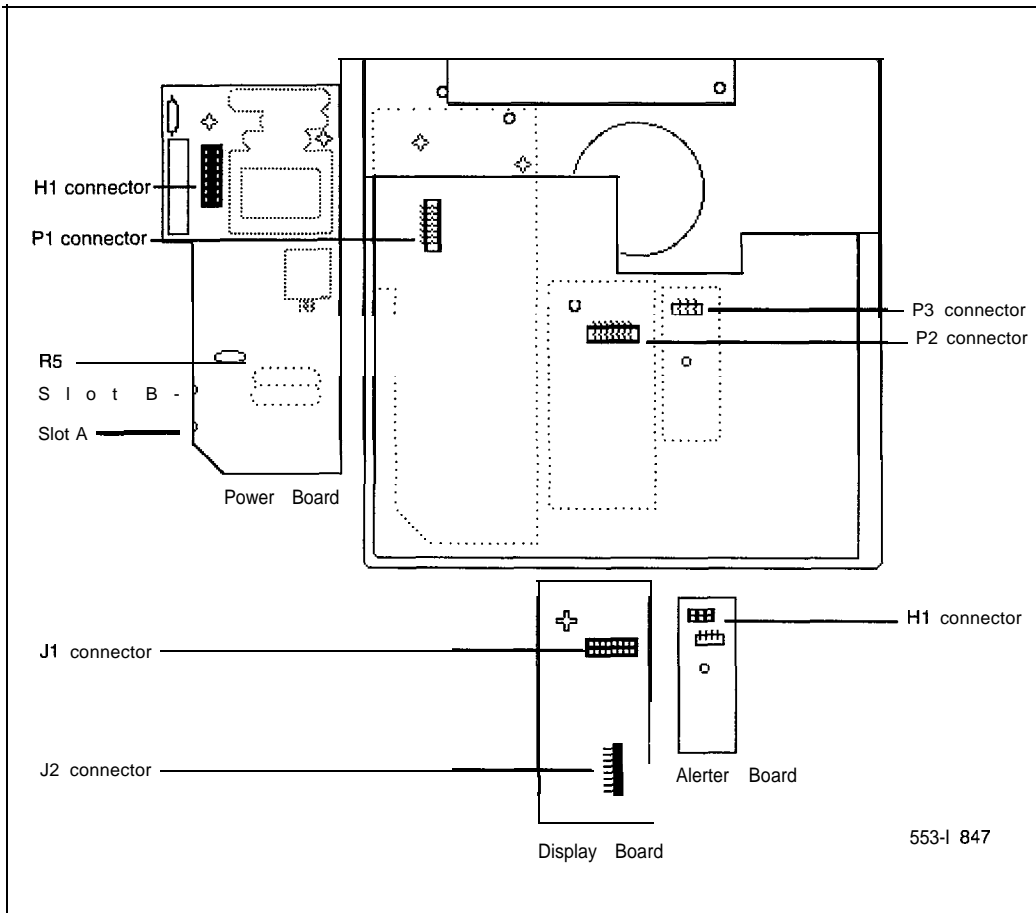 H1 connector
P1 connector
P3 connector
P2 connector
R5
S l o t B -
Slot A
Power Board
H1 connector
J1 connector
J2 connector
Alerter Board
Display Board
553-I 847